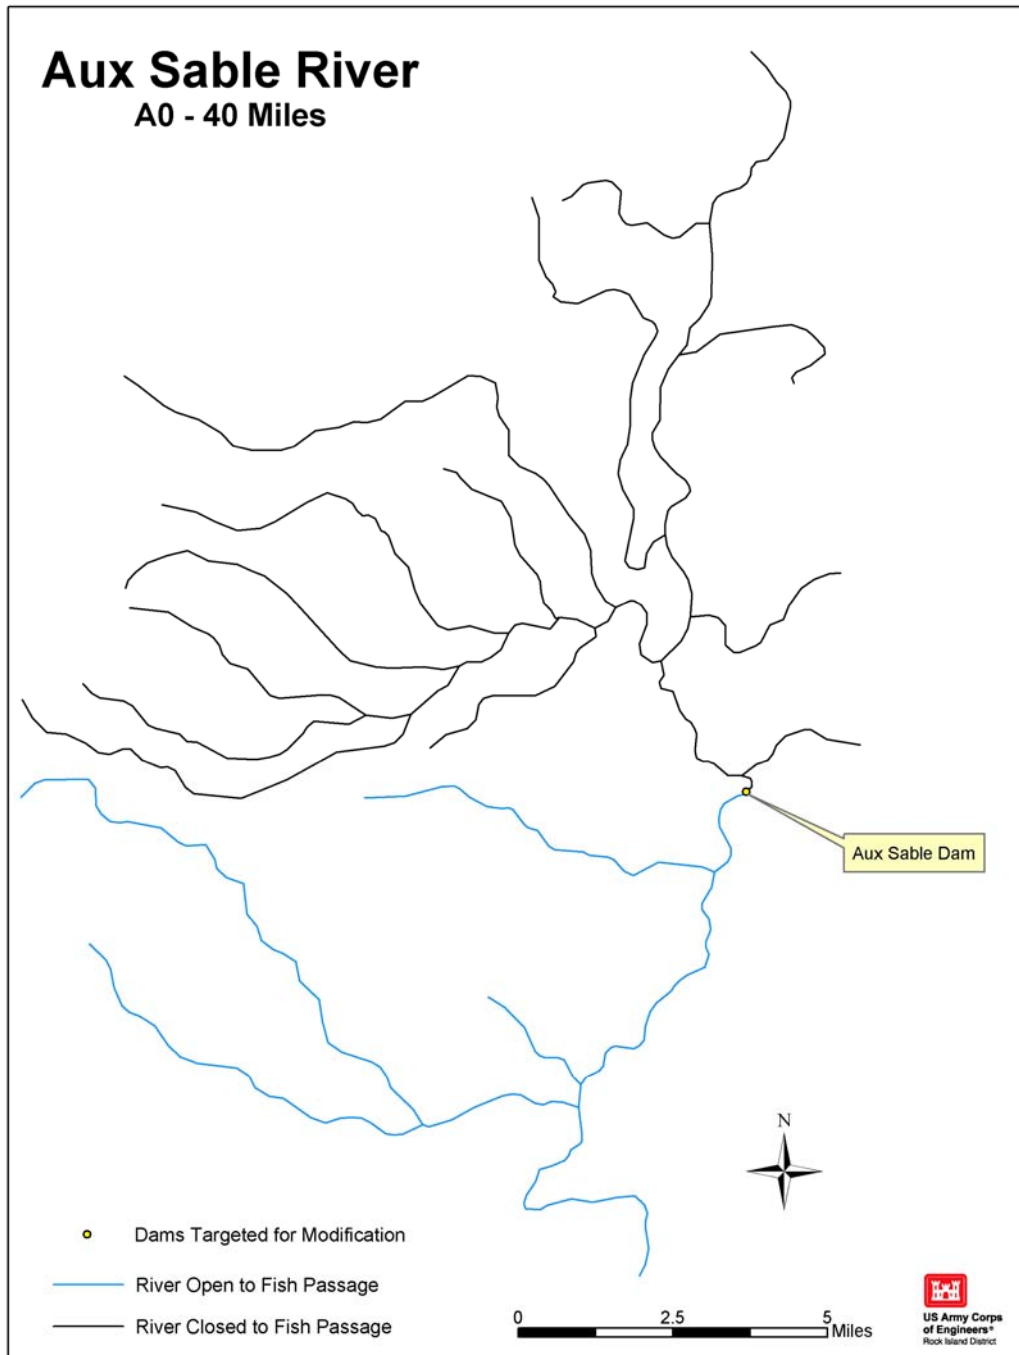 Aux Sable River
A0 - 40 Miles
Aux Sable Dam
N
Dams Targeted for Modification
River Open to Fish Passage
River Closed to Fish Passage
0 2.5 5
Miles
US Army Corps
of Engineers®
Rock Island District